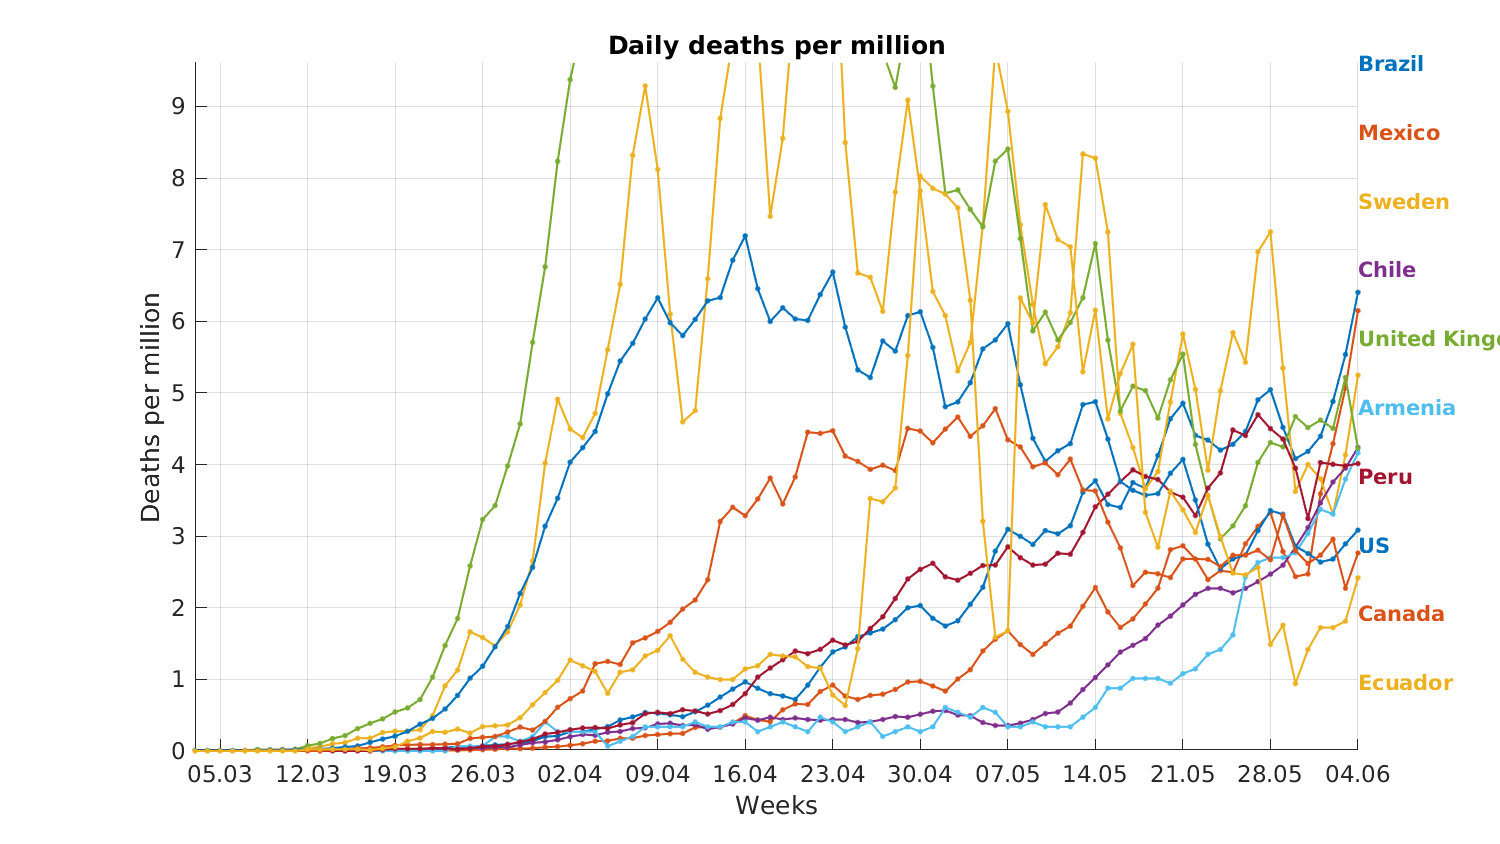 Daily deaths per million
Brazil
Mexico
Sweden
Chile
United Kingd
Armenia
Peru
US
Canada
Ecuador
Deaths per million
9
8
7
6
5
4
3
2
1
0
05.03 12.03 19.03 26.03 02.04 09.04 16.04 23.04 30.04 07.05 14.05 21.05 28.05 04.06
Weeks